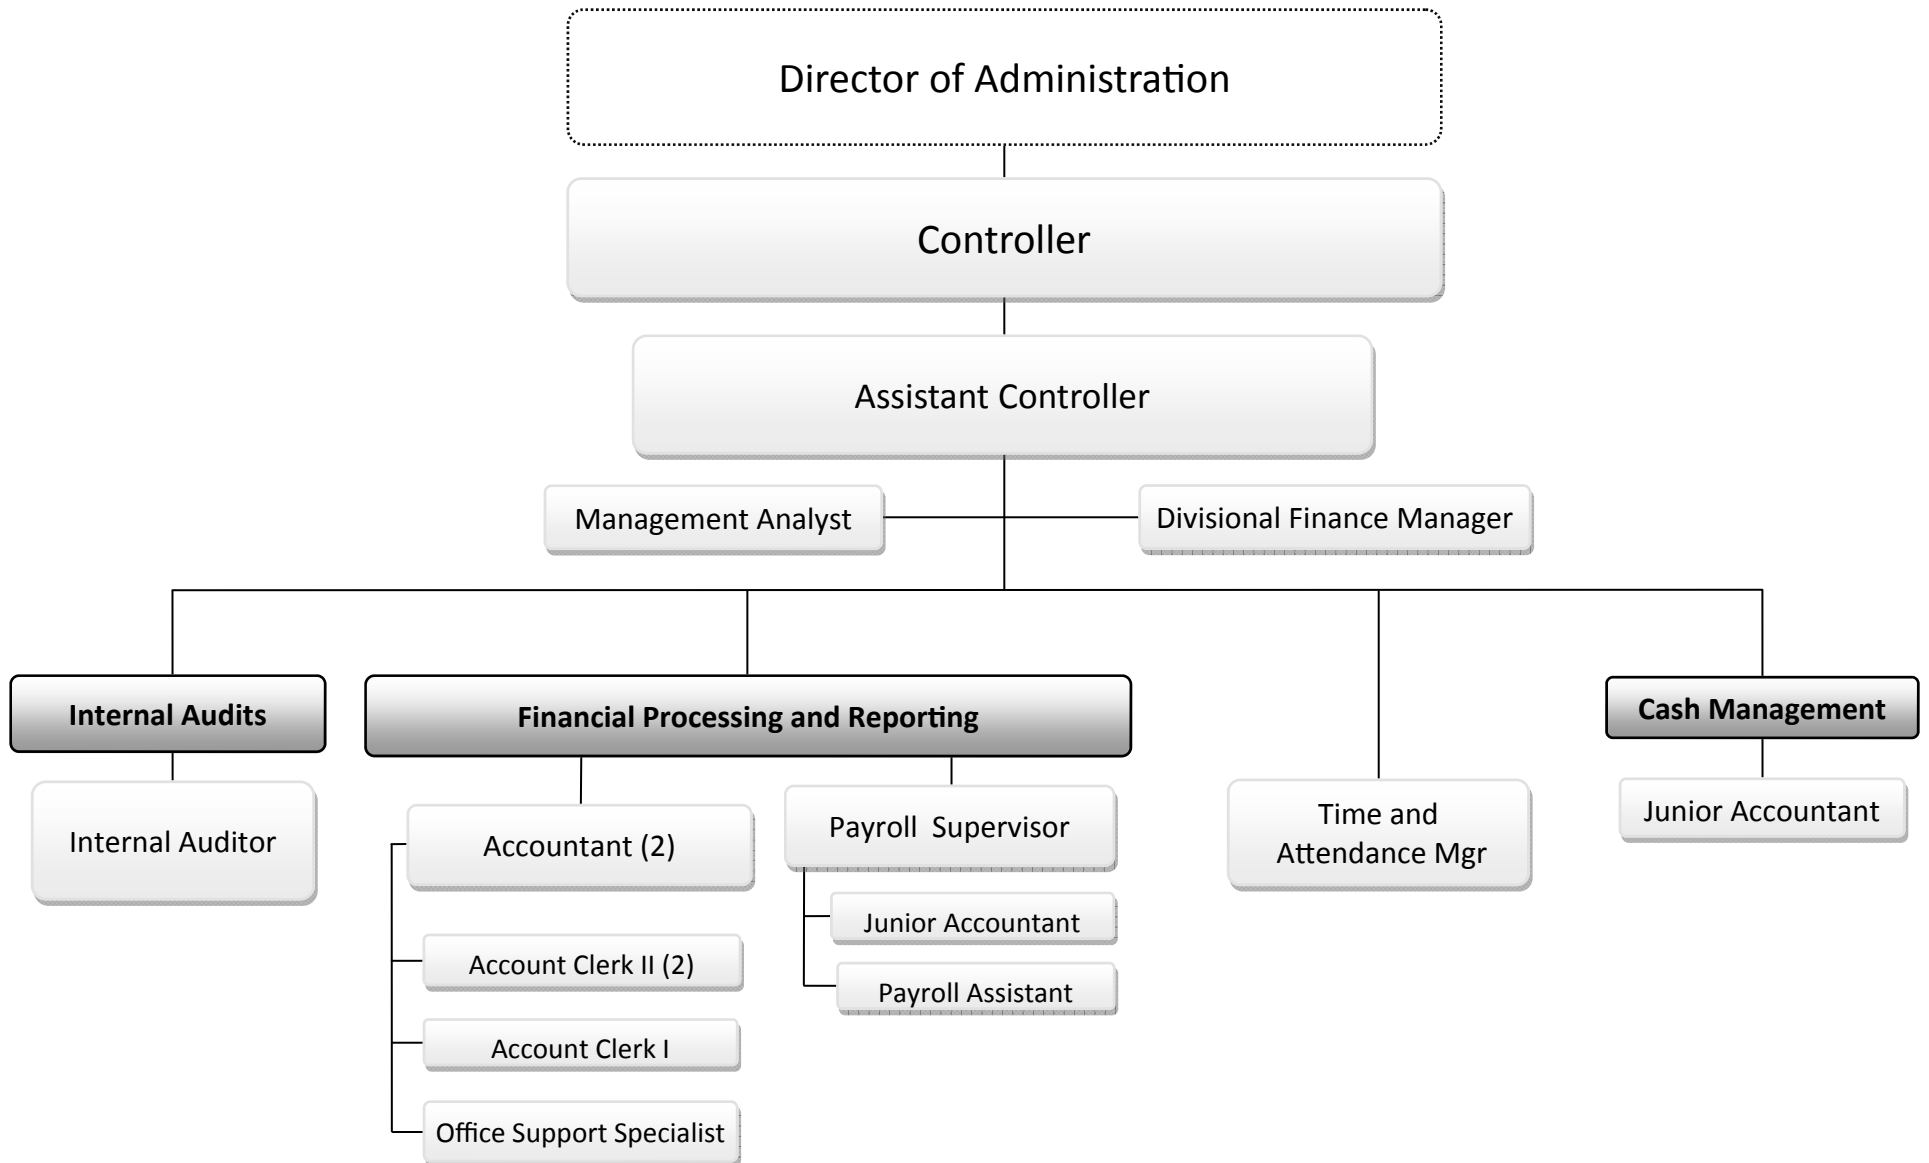 Director of Administration
Controller
Assistant Controller
Management Analyst
Divisional Finance Manager
Internal Audits
Financial Processing and Reporting
Cash Management
Internal Auditor
Accountant (2)
Account Clerk II (2)
Account Clerk I
Office Support Specialist
Payroll  Supervisor
Junior Accountant
Payroll Assistant
Time and
Attendance Mgr
Junior Accountant